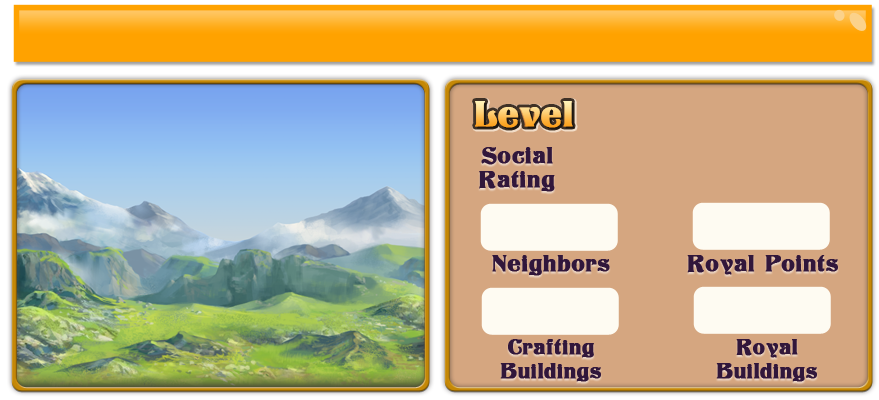 Level
Social
Rating
Neighbors
Royal Points
Crafting
Buildings
Royal
Buildings